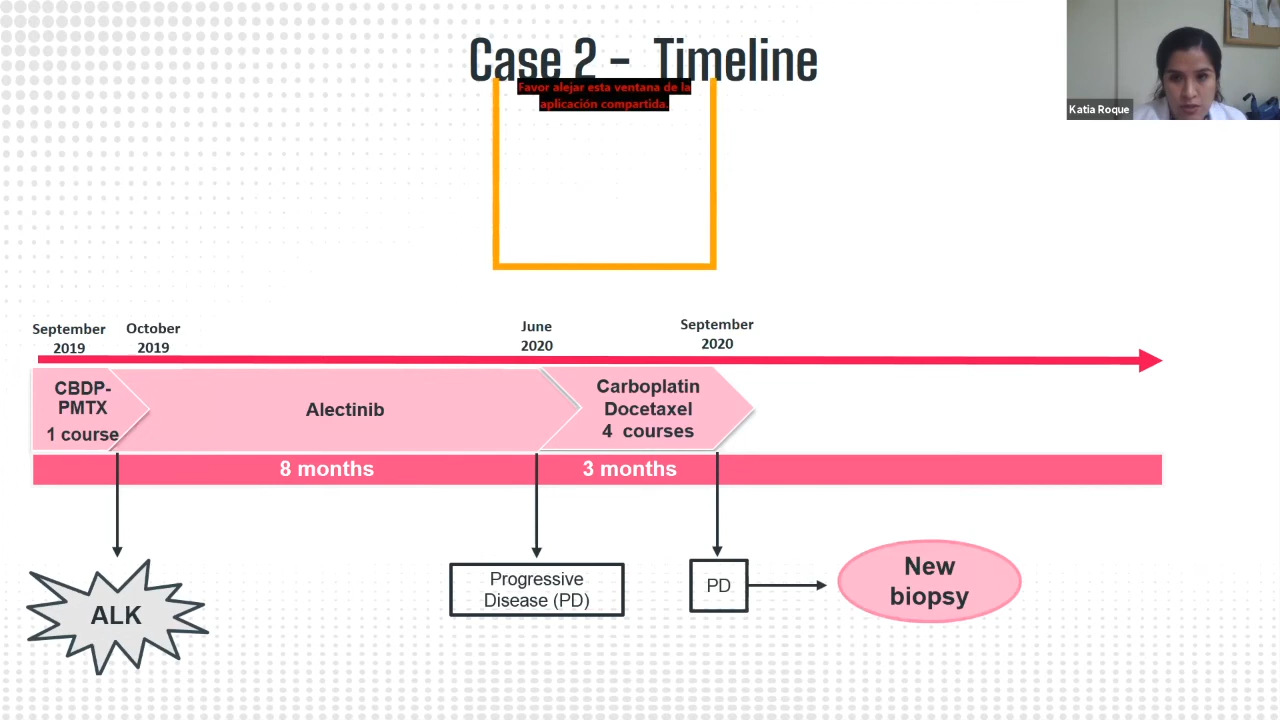 Case 2 – Timeline
Favor alejar esta ventana de la
aplicación compartida.
Katia Roque
September
2019
October
2019
June
2020
September
2020
CBDP-
PMTX
1 course
Alectinib
Carboplatin
Docetaxel
4 courses
8 months
3 months
ALK
Progressive
Disease (PD)
PD
New
biopsy